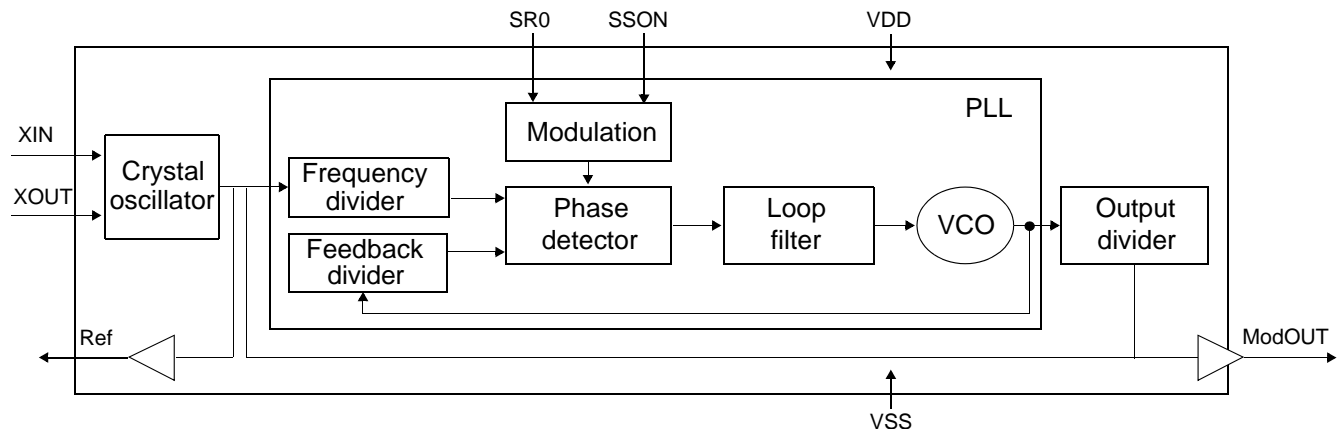 SR0
SSON
VDD
PLL
XIN
Modulation
Crystal
oscillator
XOUT
Frequency
divider
Phase
detector
Loop
filter
VCO
Output
divider
Feedback
divider
Ref
ModOUT
VSS